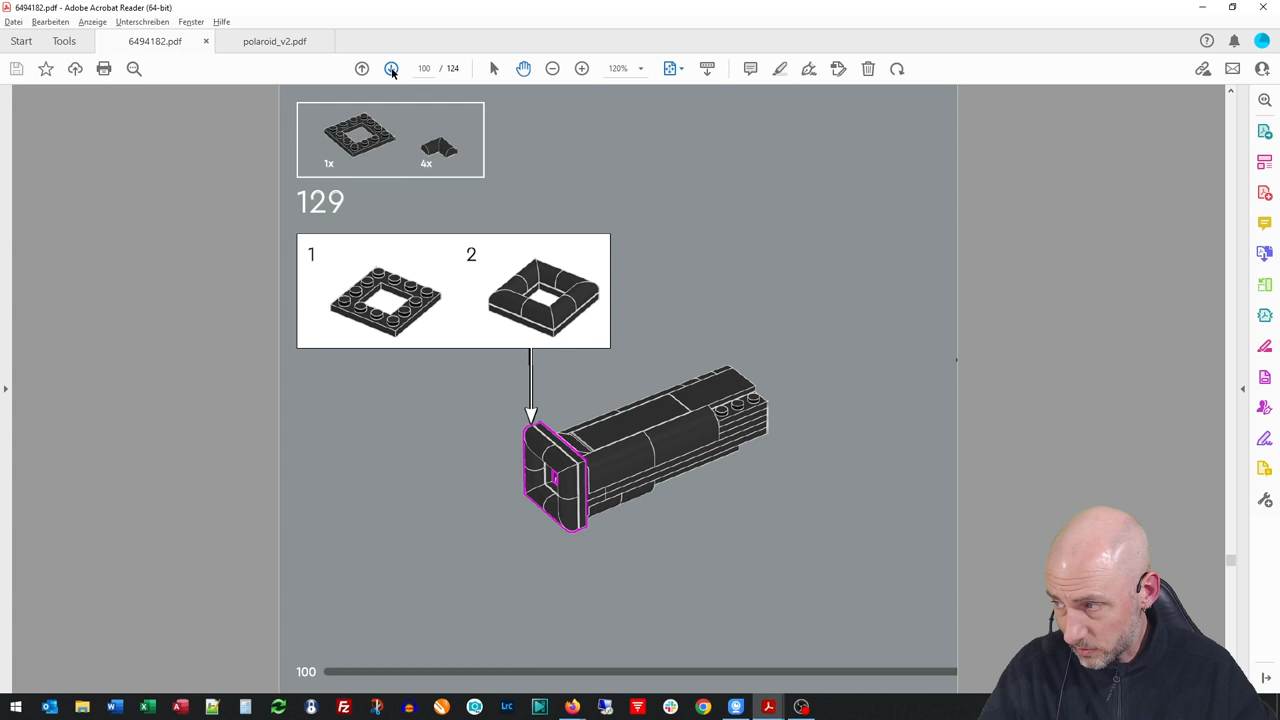 6494182.pdf - Adobe Acrobat Reader (64-bit)
Datei Bearbeiten Anzeige Unterschreiben Fenster Hilfe
Start Tools 6494182.pdf × polaroid_v2.pdf
100 / 124 120%
1x 4x
129
1 2
100
Lrc